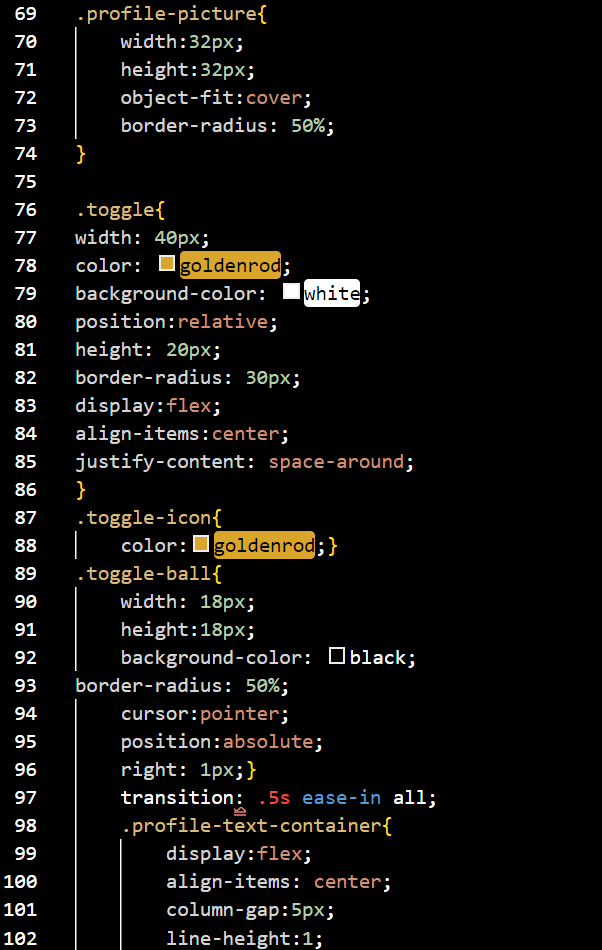 69 .profile-picture{
70 width:32px;
71 height:32px;
72 object-fit:cover;
73 border-radius: 50%;
74 }
75
76 .toggle{
77 width: 40px;
78 color: goldenrod;
79 background-color: white;
80 position:relative;
81 height: 20px;
82 border-radius: 30px;
83 display:flex;
84 align-items:center;
85 justify-content: space-around;
86 }
87 .toggle-icon{
88 color:goldenrod;}
89 .toggle-ball{
90 width: 18px;
91 height:18px;
92 background-color: black;
93 border-radius: 50%;
94 cursor:pointer;
95 position:absolute;
96 right: 1px;}
97 transition: .5s ease-in all;
98 .profile-text-container{
99 display:flex;
100 align-items: center;
101 column-gap:5px;
102 line-height:1;